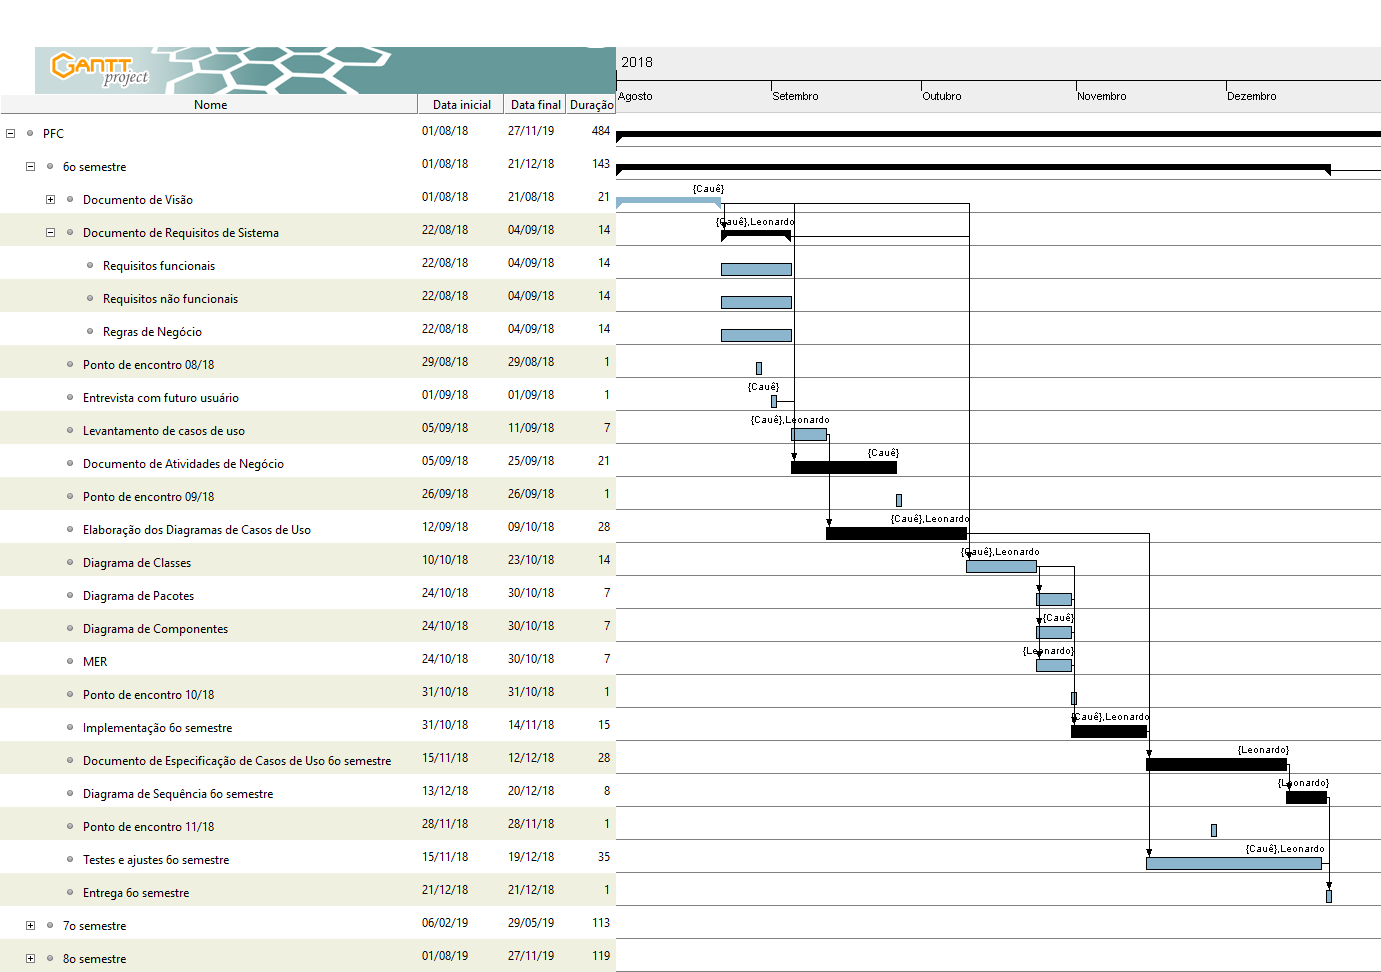 GANTT
project
2018
Agosto Setembro Outubro Novembro Dezembro
Nome Data inicial Data final Duração
PFC 01/08/18 27/11/19 484
6o semestre 01/08/18 21/12/18 143
Documento de Visão 01/08/18 21/08/18 21 {Cauê}
Documento de Requisitos de Sistema 22/08/18 04/09/18 14 {Cauê},Leonardo
Requisitos funcionais 22/08/18 04/09/18 14
Requisitos não funcionais 22/08/18 04/09/18 14
Regras de Negócio 22/08/18 04/09/18 14
Ponto de encontro 08/18 29/08/18 29/08/18 1
Entrevista com futuro usuário 01/09/18 01/09/18 1 {Cauê}
Levantamento de casos de uso 05/09/18 11/09/18 7 {Cauê},Leonardo
Documento de Atividades de Negócio 05/09/18 25/09/18 21 {Cauê}
Ponto de encontro 09/18 26/09/18 26/09/18 1
Elaboração dos Diagramas de Casos de Uso 12/09/18 09/10/18 28 {Cauê},Leonardo
Diagrama de Classes 10/10/18 23/10/18 14 {Cauê},Leonardo
Diagrama de Pacotes 24/10/18 30/10/18 7
Diagrama de Componentes 24/10/18 30/10/18 7 {Cauê}
MER 24/10/18 30/10/18 7 {Leonardo}
Ponto de encontro 10/18 31/10/18 31/10/18 1
Implementação 6o semestre 31/10/18 14/11/18 15 {Cauê},Leonardo
Documento de Especificação de Casos de Uso 6o semestre 15/11/18 12/12/18 28 {Leonardo}
Diagrama de Sequência 6o semestre 13/12/18 20/12/18 8 {Leonardo}
Ponto de encontro 11/18 28/11/18 28/11/18 1
Testes e ajustes 6o semestre 15/11/18 19/12/18 35 {Cauê},Leonardo
Entrega 6o semestre 21/12/18 21/12/18 1
7o semestre 06/02/19 29/05/19 113
8o semestre 01/08/19 27/11/19 119